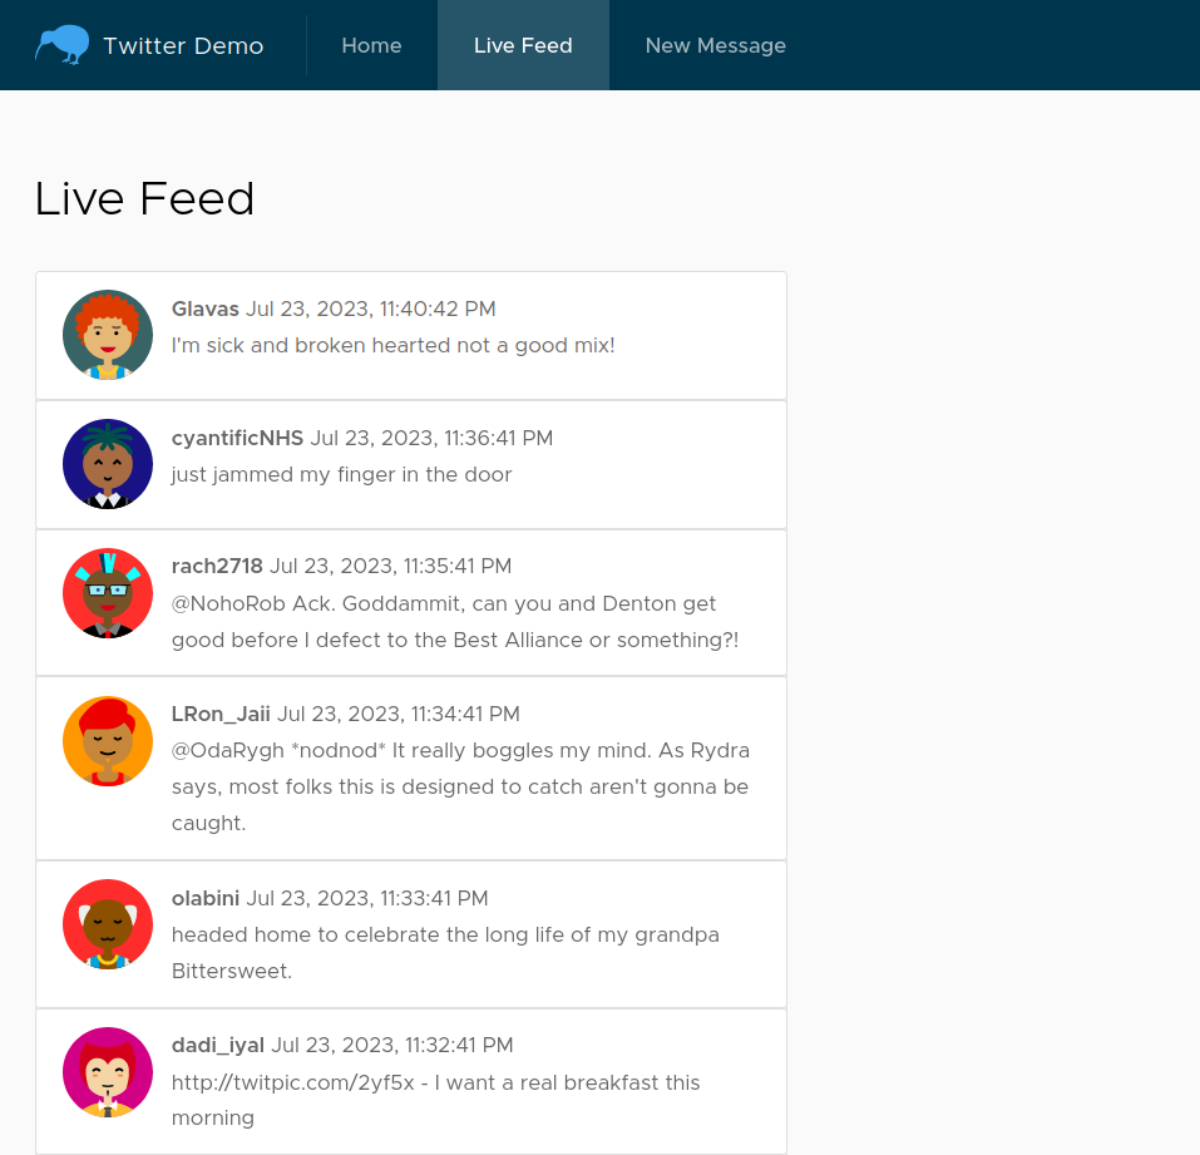 Twitter Demo Home Live Feed New Message
Live Feed
Glavas Jul 23, 2023, 11:40:42 PM
I'm sick and broken hearted not a good mix!
cyantificNHS Jul 23, 2023, 11:36:41 PM
just jammed my finger in the door
rach2718 Jul 23, 2023, 11:35:41 PM
@NohoRob Ack. Goddammit, can you and Denton get
good before I defect to the Best Alliance or something?!
LRon_Jaii Jul 23, 2023, 11:34:41 PM
@OdaRygh *nodnod* It really boggles my mind. As Rydra
says, most folks this is designed to catch aren't gonna be
caught.
olabini Jul 23, 2023, 11:33:41 PM
headed home to celebrate the long life of my grandpa
Bittersweet.
dadi_iyal Jul 23, 2023, 11:32:41 PM
http://twitpic.com/2yf5x - I want a real breakfast this
morning